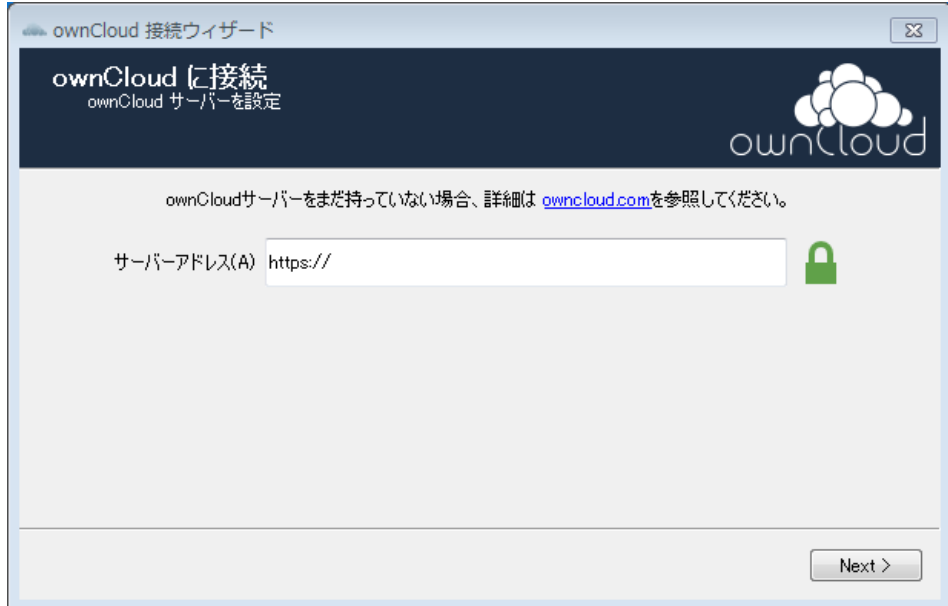 ownCloud 接続ウィザード
ownCloud に接続
ownCloud サーバーを設定
ownCloud
ownCloudサーバーをまだ持っていない場合、詳細は owncloud.comを参照してください。
サーバーアドレス(A) https://
Next >